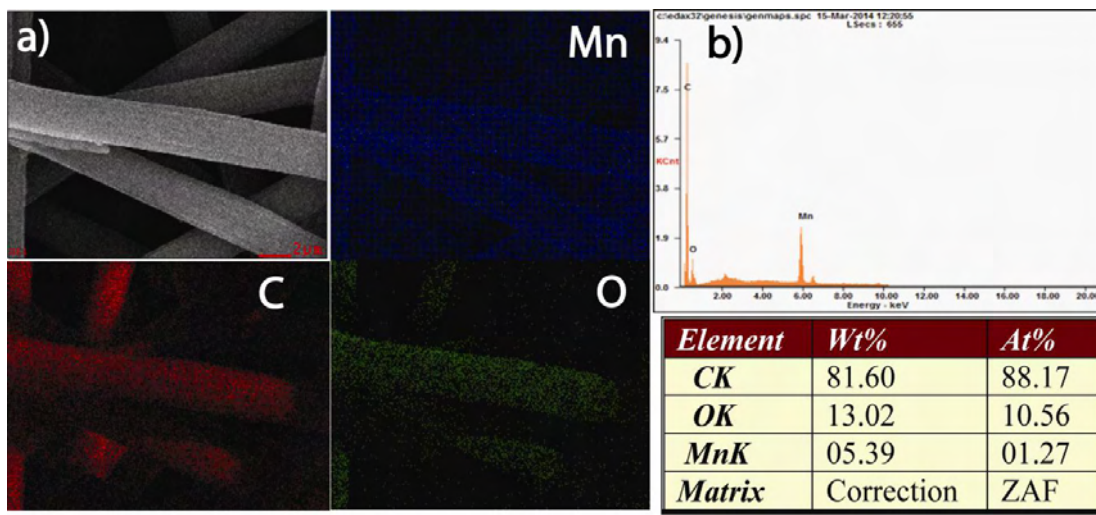 a)
2µm
Mn
C
O
b)
c:\edax32\genesis\genmaps.spc 15-Mar-2014 12:20:55
LSecs : 655
9.4
7.5
5.7
KCnt
3.8
1.9
0.0
C
O
Mn
2.00 4.00 6.00 8.00 10.00 12.00 14.00 16.00 18.00 20.00
Energy - keV
Element Wt% At%
CK 81.60 88.17
OK 13.02 10.56
MnK 05.39 01.27
Matrix Correction ZAF